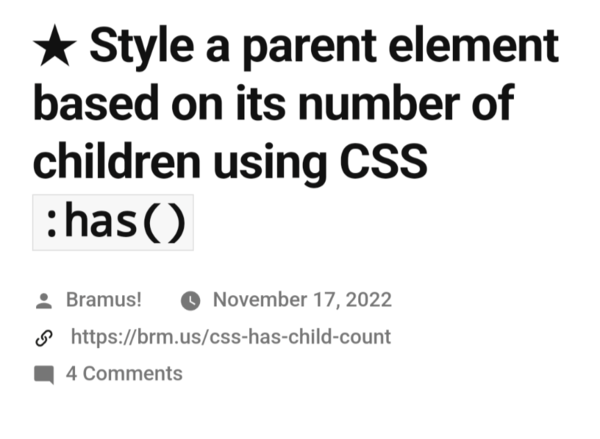 ★ Style a parent element
based on its number of
children using CSS
:has()
Bramus! November 17, 2022
https://brm.us/css-has-child-count
4 Comments